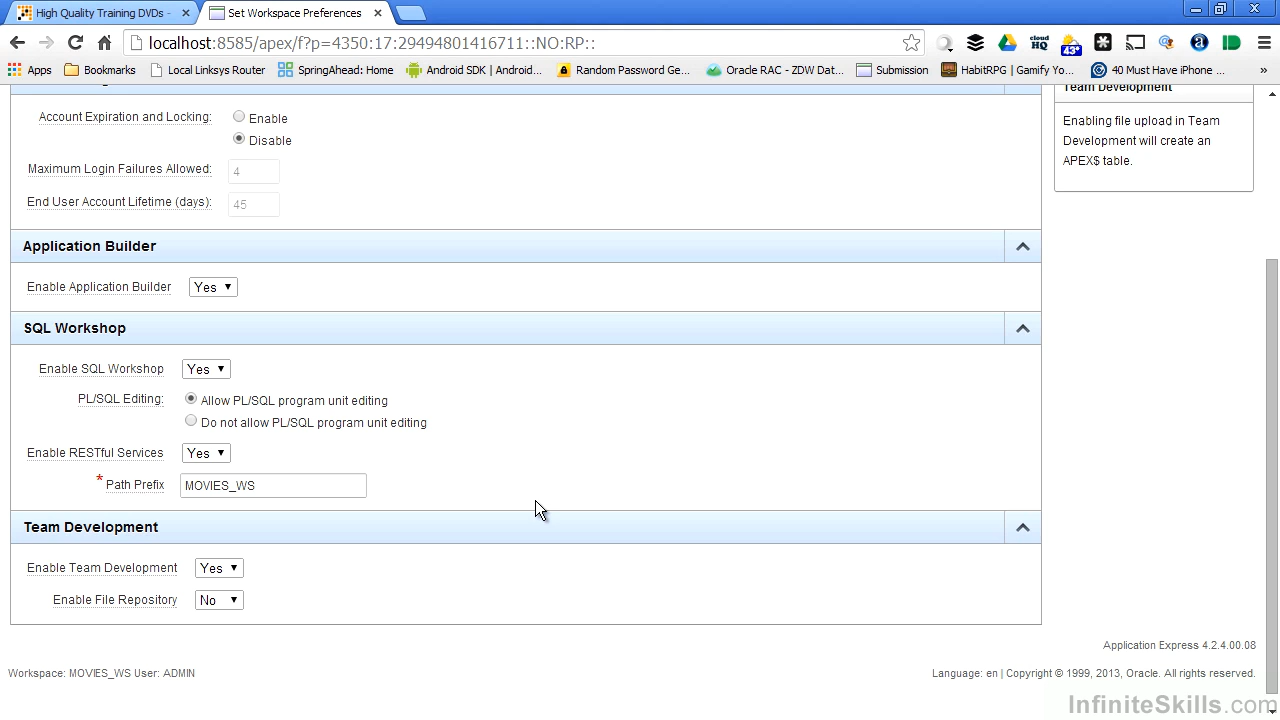 High Quality Training DVDs -
Set Workspace Preferences
localhost:8585/apex/f?p=4350:17:29494801416711::NO:RP::
cloud
HQ
43°
Apps
Bookmarks
Local Linksys Router
SpringAhead: Home
Android SDK | Android...
Random Password Ge...
Oracle RAC - ZDW Dat...
Submission
HabitRPG | Gamify Yo...
40 Must Have iPhone ...
»
Team Development
Enabling file upload in Team
Development will create an
APEX$ table.
Account Expiration and Locking:
Enable
Disable
Maximum Login Failures Allowed:
4
End User Account Lifetime (days):
45
Application Builder
Enable Application Builder
Yes
SQL Workshop
Enable SQL Workshop
Yes
PL/SQL Editing:
Allow PL/SQL program unit editing
Do not allow PL/SQL program unit editing
Enable RESTful Services
Yes
* Path Prefix
MOVIES_WS
Team Development
Enable Team Development
Yes
Enable File Repository
No
Application Express 4.2.4.00.08
Workspace: MOVIES_WS User: ADMIN
Language: en | Copyright © 1999, 2013, Oracle. All rights reserved.
InfiniteSkills.com